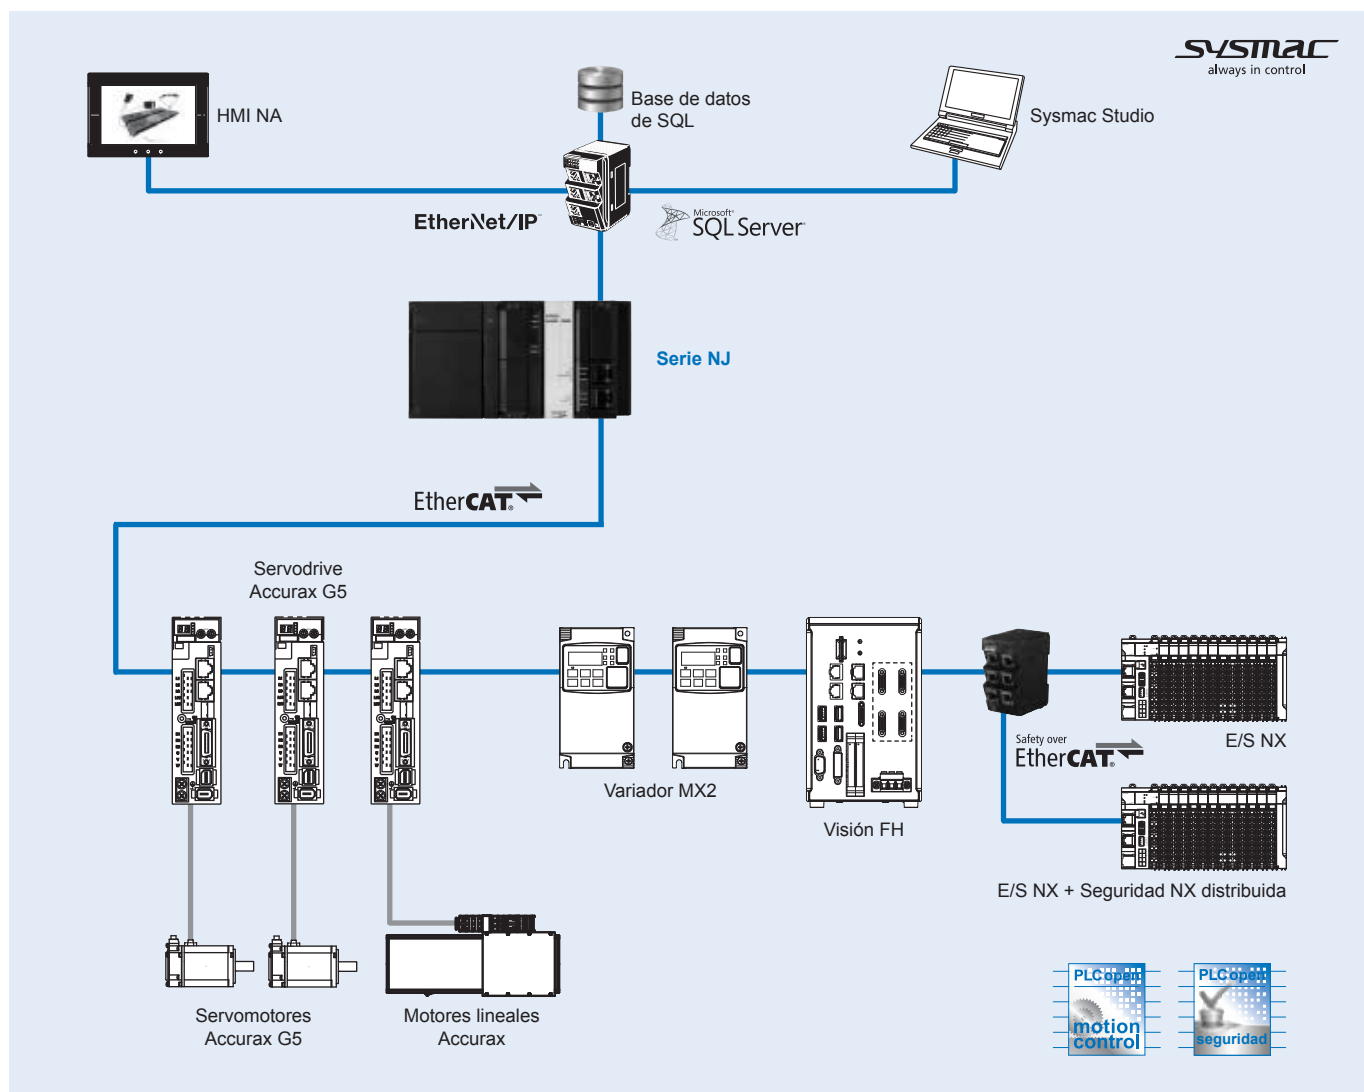 sysmac
always in control
HMI NA
Base de datos
de SQL
Sysmac Studio
EtherNet/IP™
Microsoft®
SQL Server™
Serie NJ
EtherCAT®
Servodrive
Accurax G5
Variador MX2
Visión FH
Safety over
EtherCAT®
E/S NX
E/S NX + Seguridad NX distribuida
Servomotores
Accurax G5
Motores lineales
Accurax
PLCopen
motion
control
PLCopen
seguridad